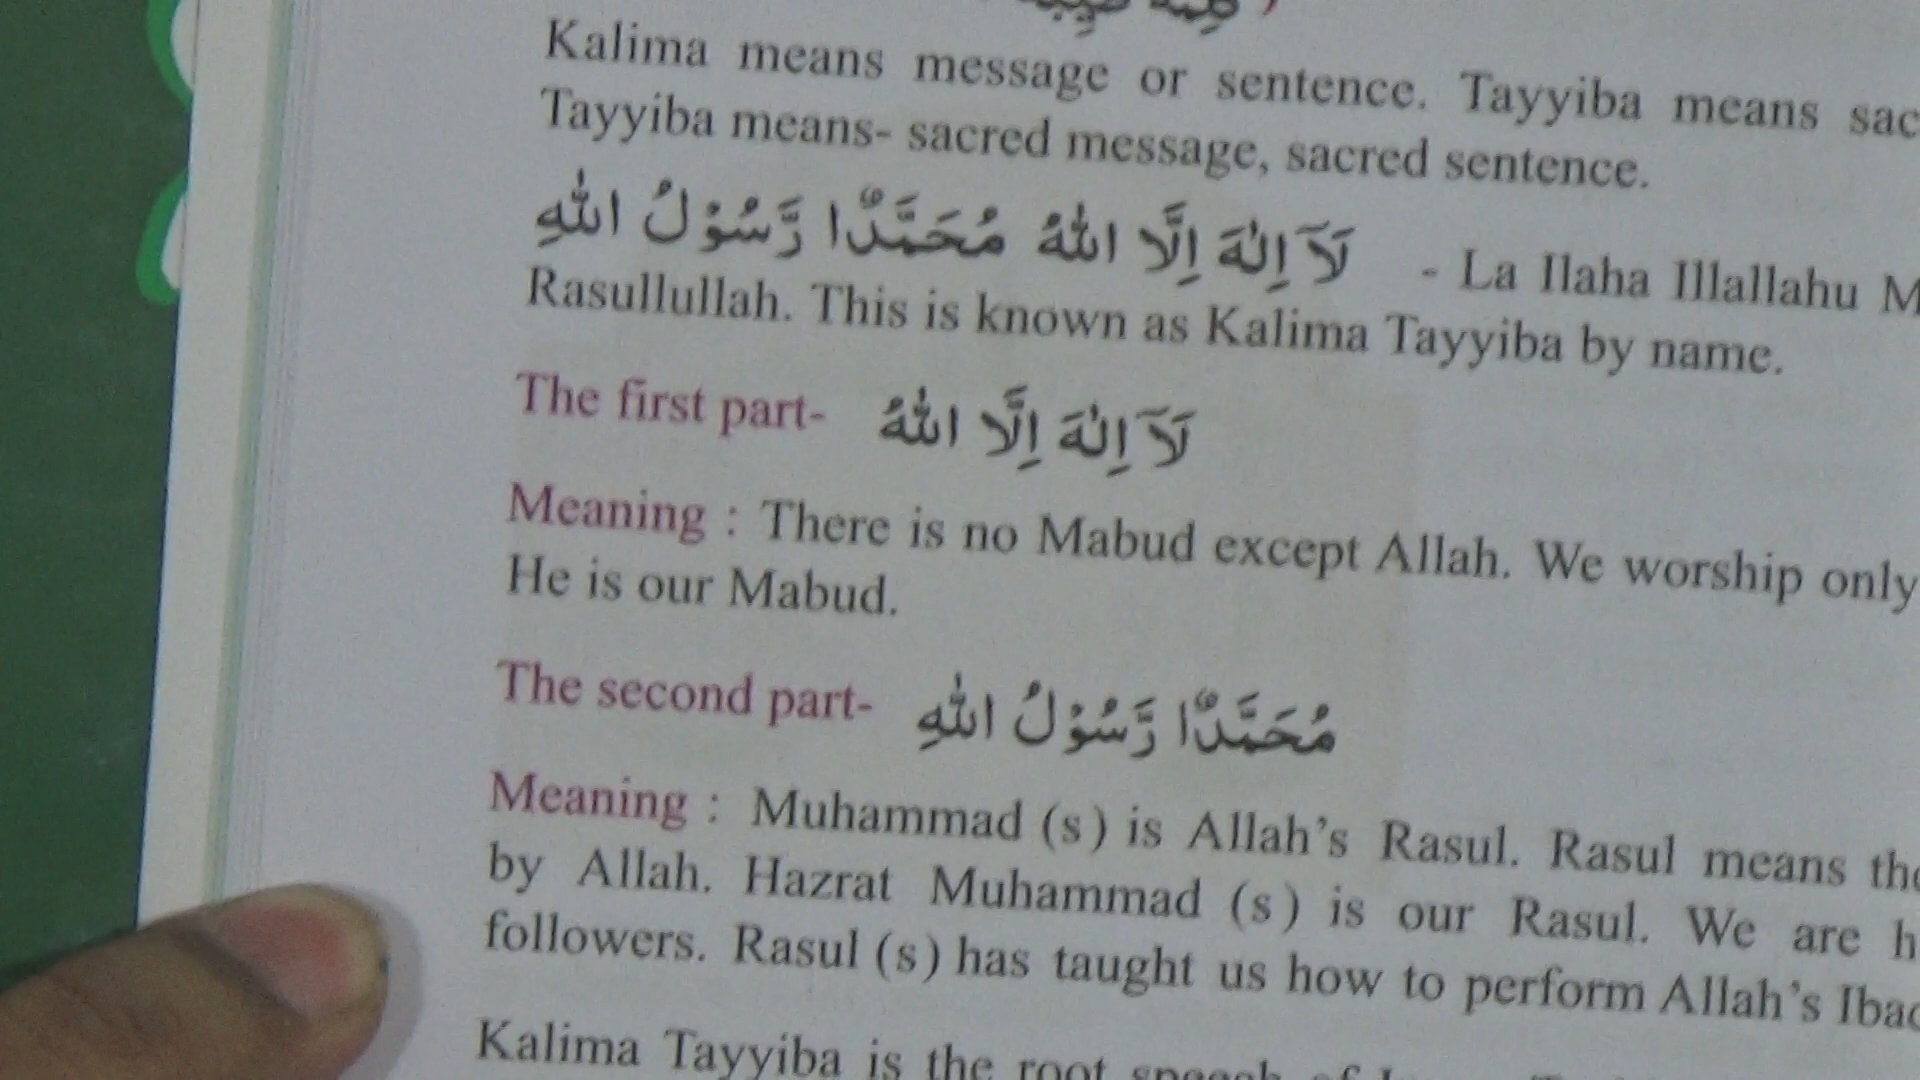 Kalima means message or sentence. Tayyiba means
Tayyiba means- sacred message, sacred sentence.
لَآ اِلٰهَ اِلَّا اللّٰهُ مُحَمَّدٌا رَّسُوْلُ اللّٰهِ - La Ilaha Illallahu
Rasullullah. This is known as Kalima Tayyiba by name.
The first part- لَآ اِلٰهَ اِلَّا اللّٰهُ
Meaning : There is no Mabud except Allah. We worship only
He is our Mabud.
The second part- مُحَمَّدٌا رَّسُوْلُ اللّٰهِ
Meaning : Muhammad (s) is Allah's Rasul. Rasul means
by Allah. Hazrat Muhammad (s) is our Rasul. We are
followers. Rasul (s) has taught us how to perform Allah's
Kalima Tayyiba is the root speech of